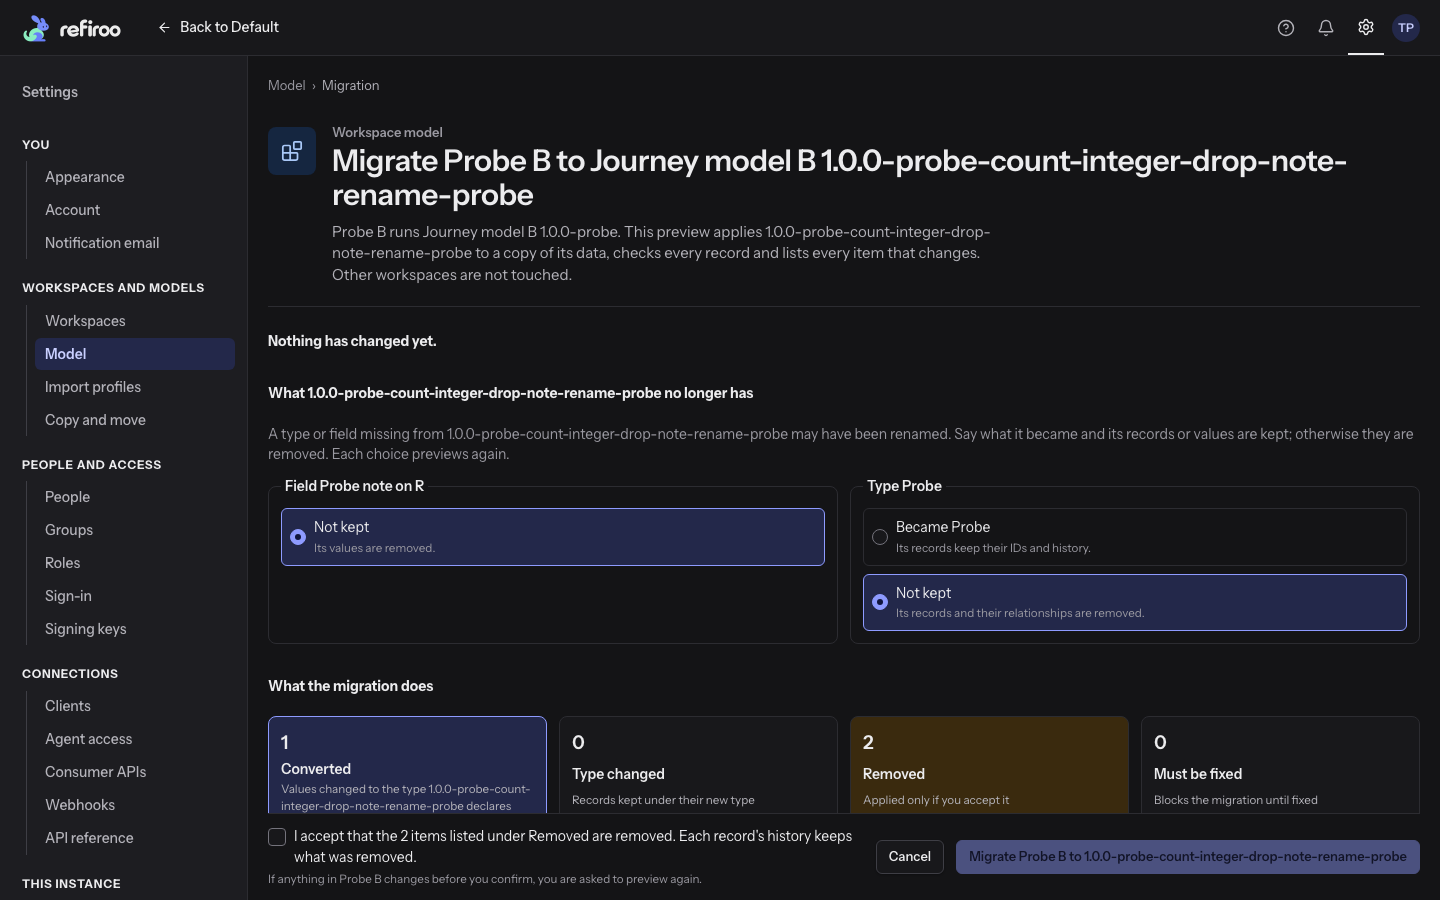 refiroo
← Back to Default
TP
Settings
YOU
Appearance
Account
Notification email
WORKSPACES AND MODELS
Workspaces
Model
Import profiles
Copy and move
PEOPLE AND ACCESS
People
Groups
Roles
Sign-in
Signing keys
CONNECTIONS
Clients
Agent access
Consumer APIs
Webhooks
API reference
THIS INSTANCE
Model › Migration
Workspace model
Migrate Probe B to Journey model B 1.0.0-probe-count-integer-drop-note-
rename-probe
Probe B runs Journey model B 1.0.0-probe. This preview applies 1.0.0-probe-count-integer-drop-
note-rename-probe to a copy of its data, checks every record and lists every item that changes.
Other workspaces are not touched.
Nothing has changed yet.
What 1.0.0-probe-count-integer-drop-note-rename-probe no longer has
A type or field missing from 1.0.0-probe-count-integer-drop-note-rename-probe may have been renamed. Say what it became and its records or values are kept; otherwise they are
removed. Each choice previews again.
Field Probe note on R
Not kept
Its values are removed.
Type Probe
Became Probe
Its records keep their IDs and history.
Not kept
Its records and their relationships are removed.
What the migration does
1
Converted
Values changed to the type 1.0.0-probe-count-
integer-drop-note-rename-probe declares
0
Type changed
Records kept under their new type
2
Removed
Applied only if you accept it
0
Must be fixed
Blocks the migration until fixed
I accept that the 2 items listed under Removed are removed. Each record's history keeps
what was removed.
If anything in Probe B changes before you confirm, you are asked to preview again.
Cancel
Migrate Probe B to 1.0.0-probe-count-integer-drop-note-rename-probe